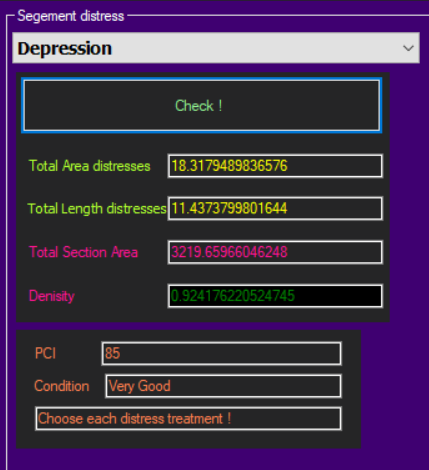 Segement distress
Depression
Check !
Total Area distresses 18.3179489836576
Total Length distresses 11.4373799801644
Total Section Area 3219.65966046248
Denisity 0.924176220524745
PCI 85
Condition Very Good
Choose each distress treatment !